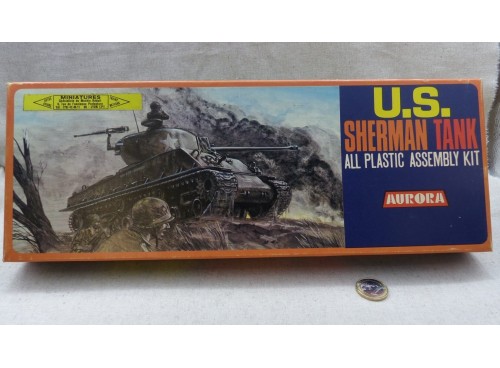 MINIATURES
U.S.
SHERMAN TANK
ALL PLASTIC ASSEMBLY KIT
AURORA